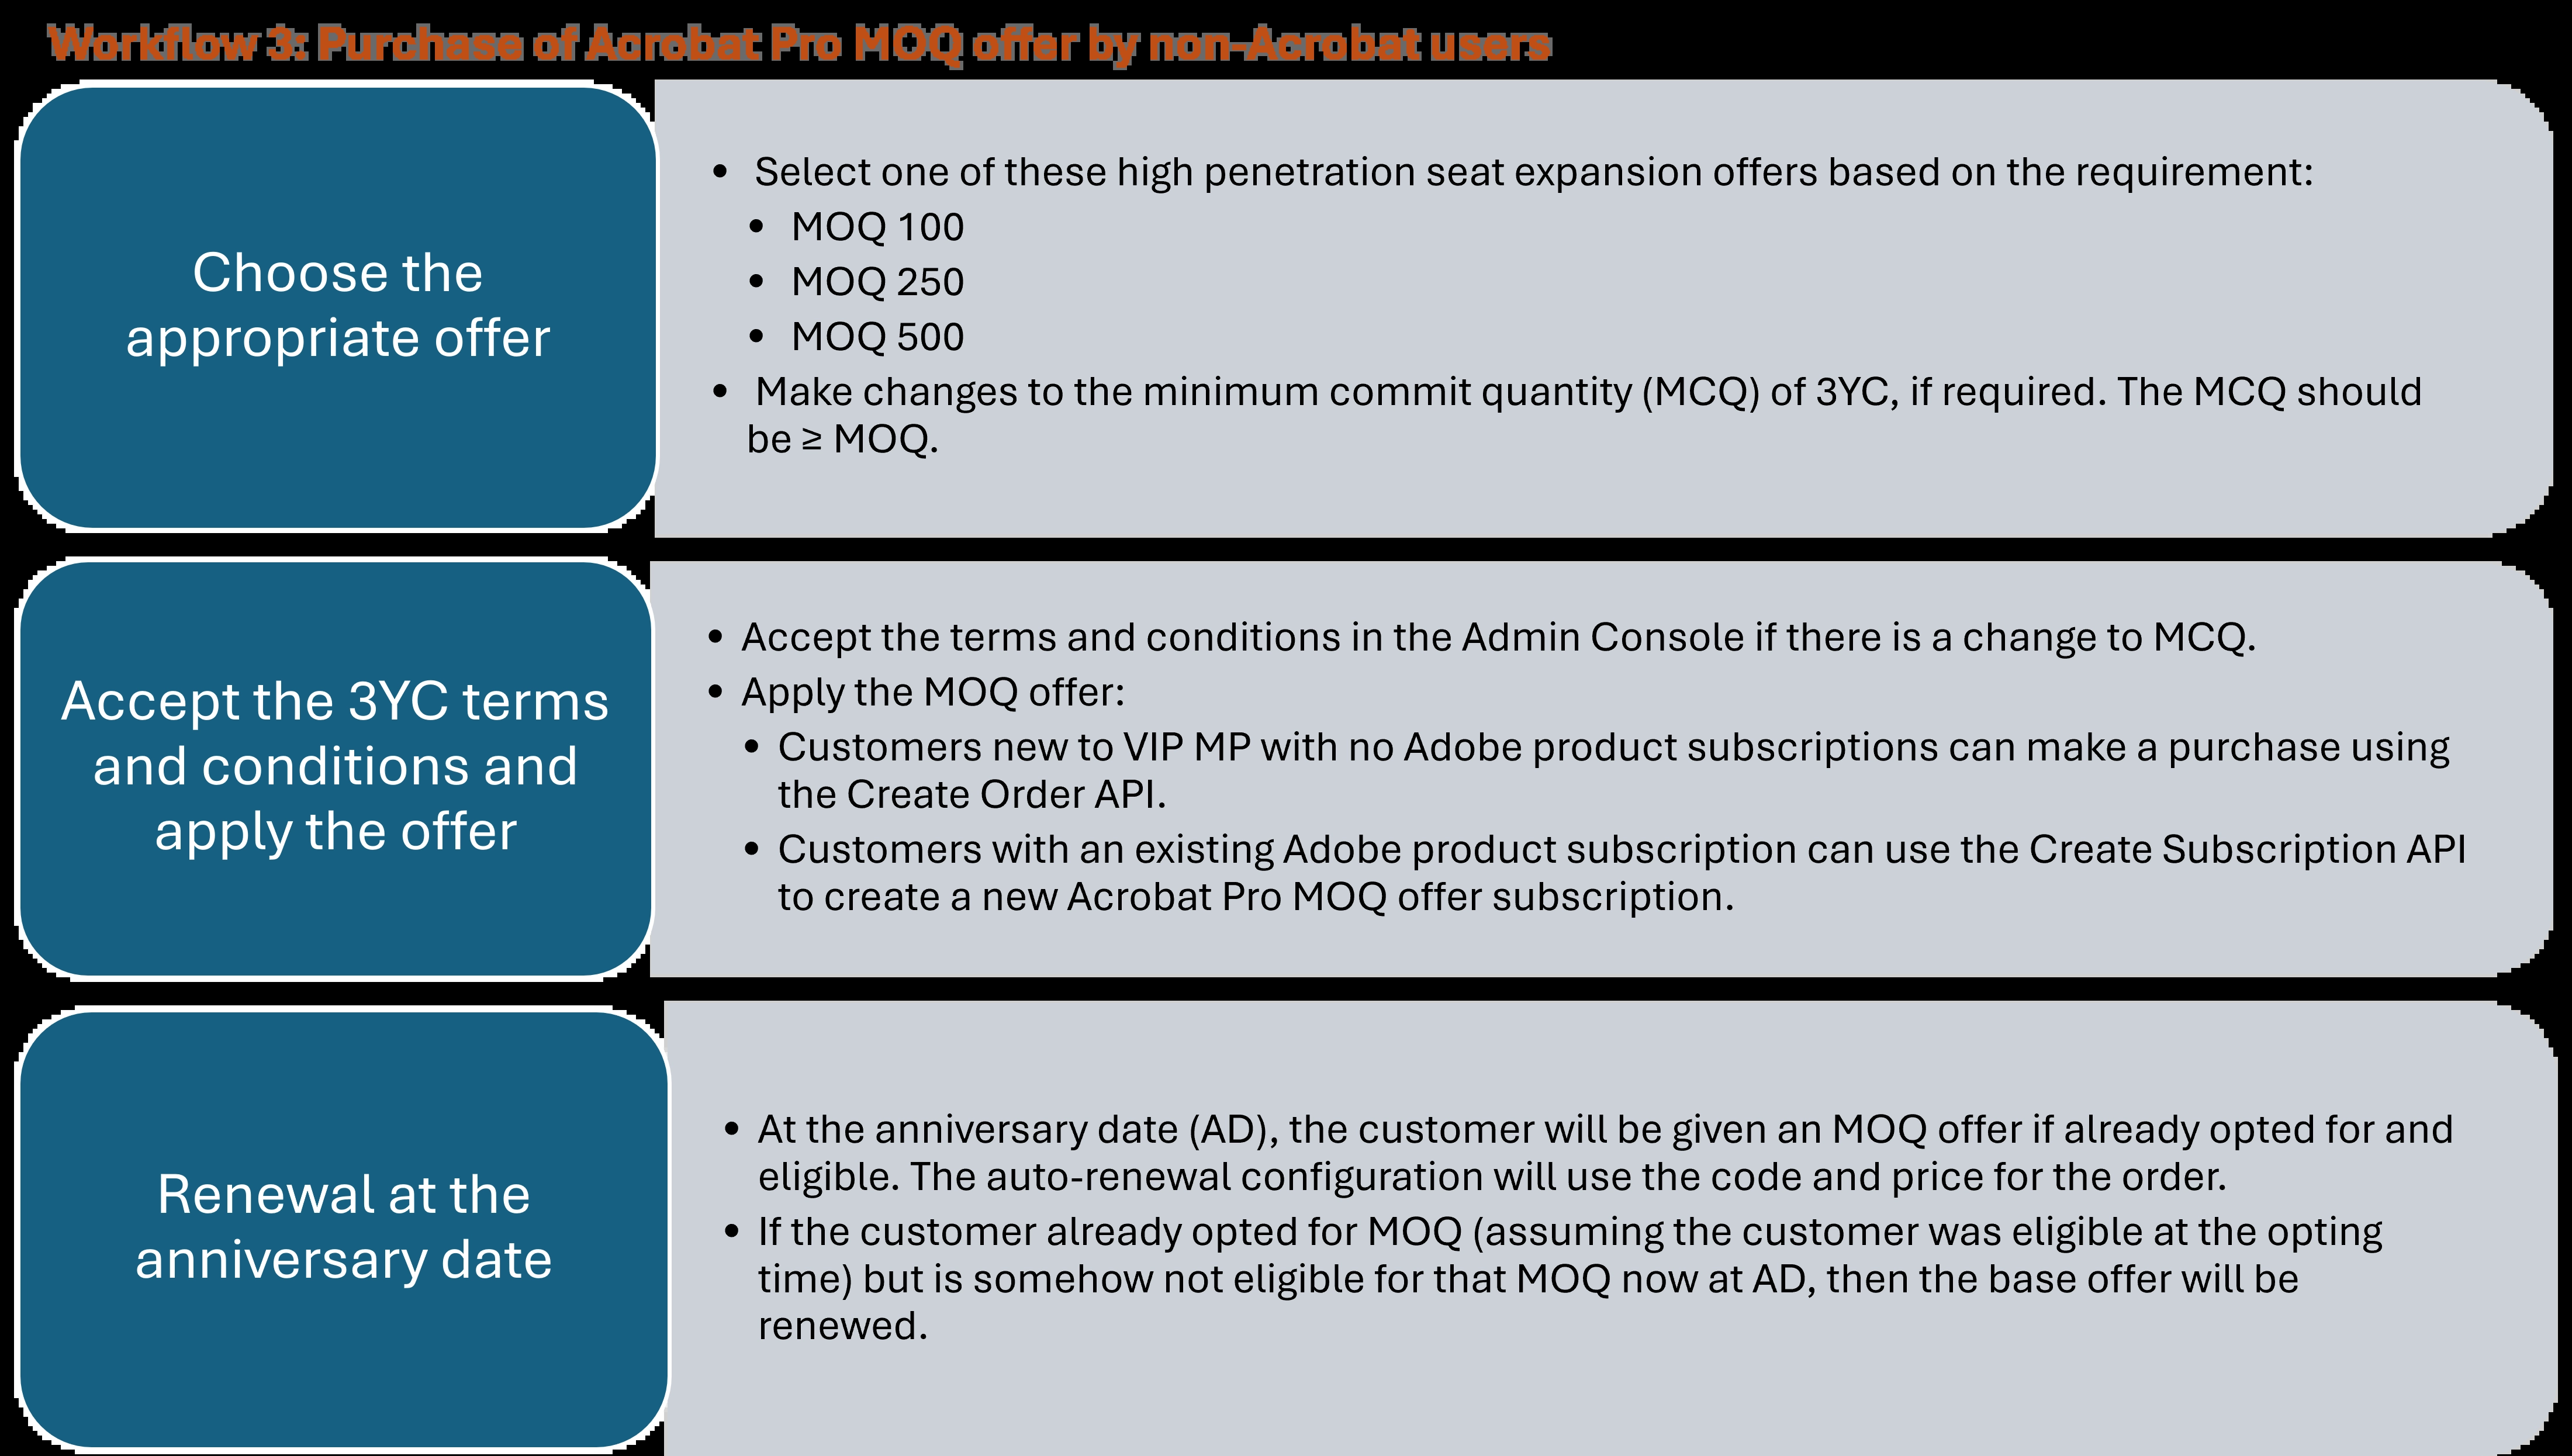 Workflow 3: Purchase of Acrobat Pro MOQ offer by non-Acrobat users
Choose the
appropriate offer
• Select one of these high penetration seat expansion offers based on the requirement:
• MOQ 100
• MOQ 250
• MOQ 500
• Make changes to the minimum commit quantity (MCQ) of 3YC, if required. The MCQ should
be ≥ MOQ.
Accept the 3YC terms
and conditions and
apply the offer
• Accept the terms and conditions in the Admin Console if there is a change to MCQ.
• Apply the MOQ offer:
• Customers new to VIP MP with no Adobe product subscriptions can make a purchase using
the Create Order API.
• Customers with an existing Adobe product subscription can use the Create Subscription API
to create a new Acrobat Pro MOQ offer subscription.
Renewal at the
anniversary date
• At the anniversary date (AD), the customer will be given an MOQ offer if already opted for and
eligible. The auto-renewal configuration will use the code and price for the order.
• If the customer already opted for MOQ (assuming the customer was eligible at the opting
time) but is somehow not eligible for that MOQ now at AD, then the base offer will be
renewed.